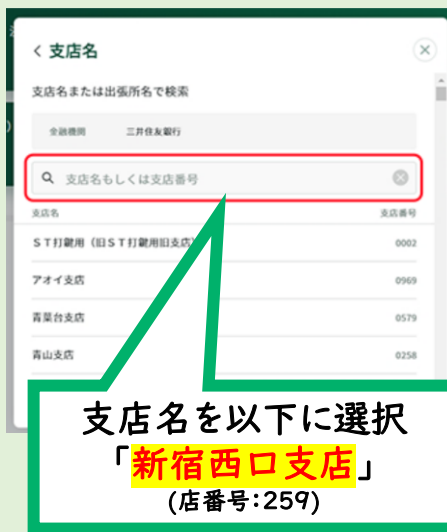 支店名
支店名または出張所名で検索
金融機関 三井住友銀行
支店名もしくは支店番号
支店名 支店番号
ST打鍵用(旧ST打鍵用旧支店) 0002
アオイ支店 0969
青葉台支店 0579
青山支店 0258
支店名を以下に選択
「新宿西口支店」
(店番号:259)